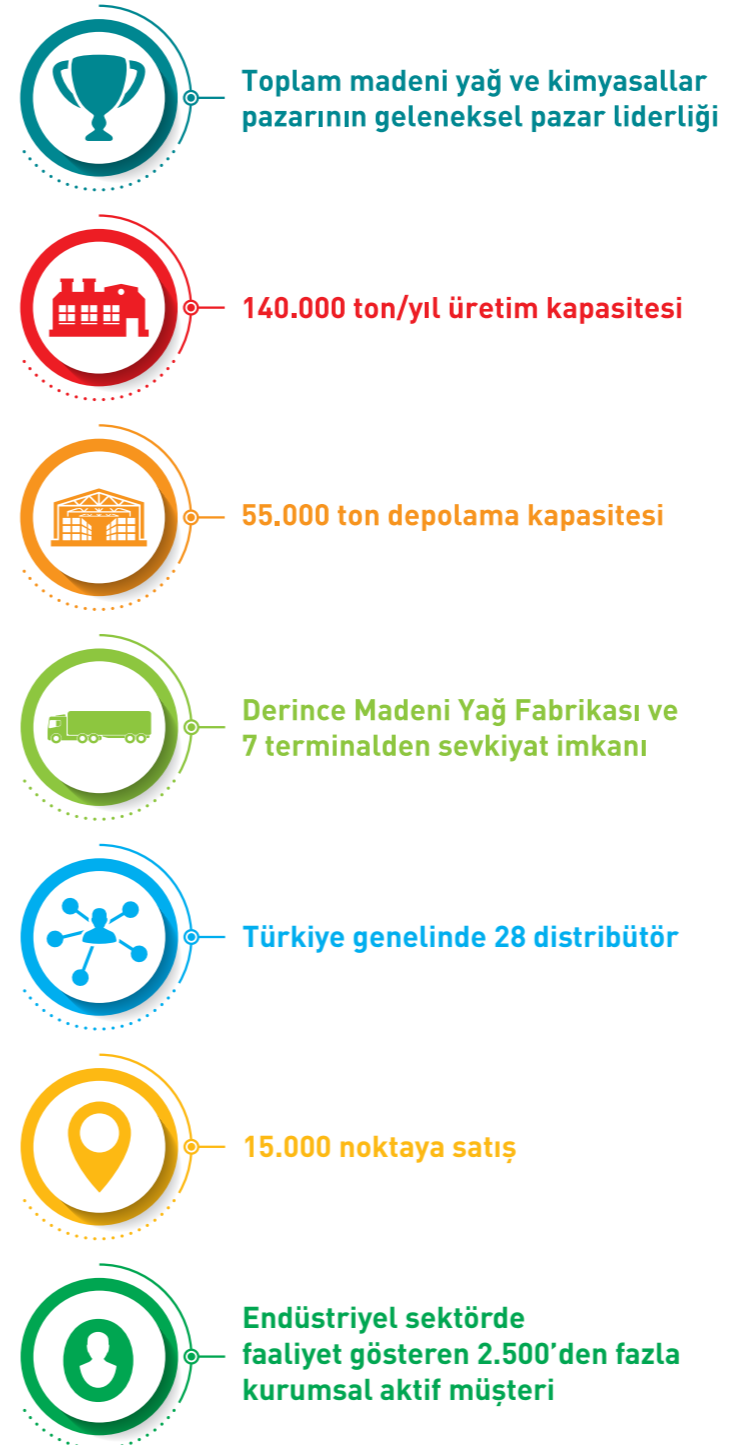 Toplam madeni yağ ve kimyasallar
pazarının geleneksel pazar liderliği
140.000 ton/yıl üretim kapasitesi
55.000 ton depolama kapasitesi
Derince Madeni Yağ Fabrikası ve
7 terminalden sevkiyat imkanı
Türkiye genelinde 28 distribütör
15.000 noktaya satış
Endüstriyel sektörde
faaliyet gösteren 2.500’den fazla
kurumsal aktif müşteri